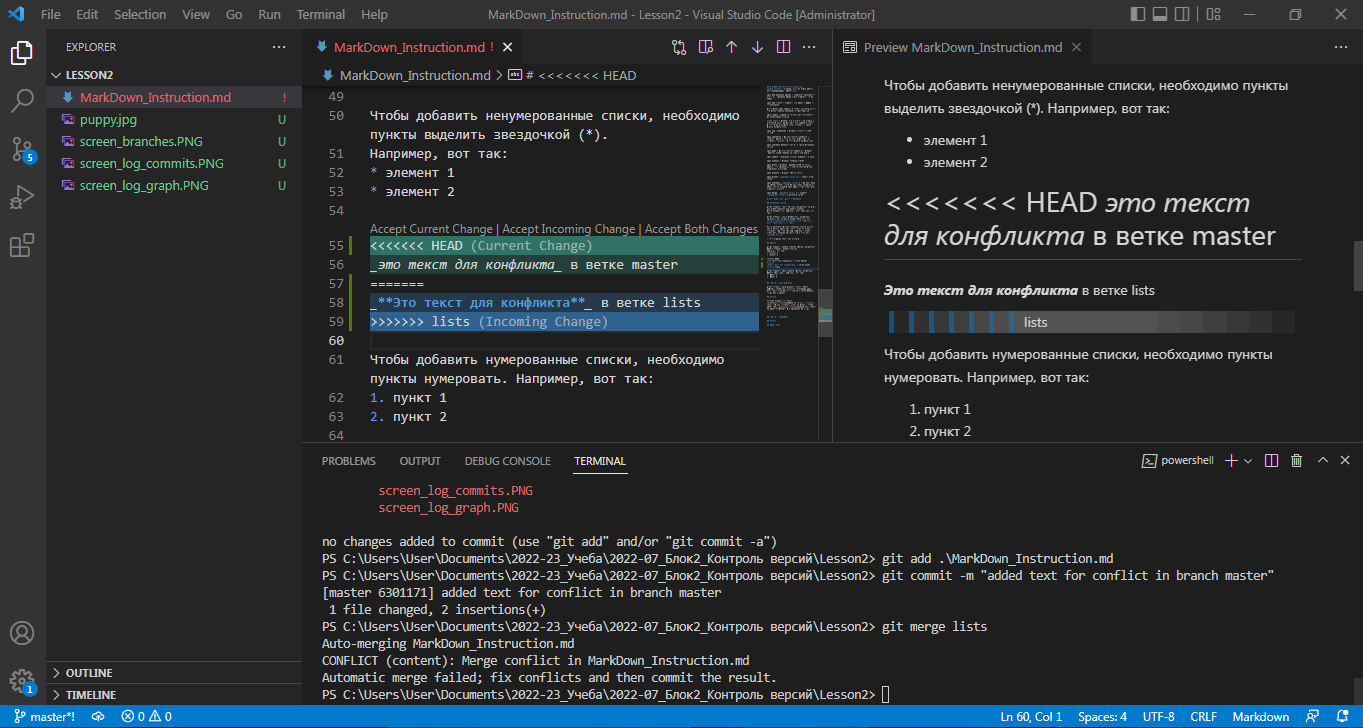 File Edit Selection View Go Run Terminal Help
MarkDown_Instruction.md - Lesson2 - Visual Studio Code [Administrator]
EXPLORER
LESSON2
MarkDown_Instruction.md !
puppy.jpg U
screen_branches.PNG U
screen_log_commits.PNG U
screen_log_graph.PNG U
OUTLINE
TIMELINE
5
1
MarkDown_Instruction.md !
MarkDown_Instruction.md > # <<<<<<< HEAD
49
50 Чтобы добавить ненумерованные списки, необходимо
пункты выделить звездочкой (*).
51 Например, вот так:
52 * элемент 1
53 * элемент 2
54
Accept Current Change | Accept Incoming Change | Accept Both Changes
55 <<<<<<< HEAD (Current Change)
56 _это текст для конфликта_ в ветке master
57 =======
58 _**Это текст для конфликта**_ в ветке lists
59 >>>>>>> lists (Incoming Change)
60
61 Чтобы добавить нумерованные списки, необходимо
пункты нумеровать. Например, вот так:
62 1. пункт 1
63 2. пункт 2
64
Preview MarkDown_Instruction.md
Чтобы добавить ненумерованные списки, необходимо пункты
выделить звездочкой (*). Например, вот так:
• элемент 1
• элемент 2
<<<<<<< HEAD это текст
для конфликта в ветке master
Это текст для конфликта в ветке lists
lists
Чтобы добавить нумерованные списки, необходимо пункты
нумеровать. Например, вот так:
1. пункт 1
2. пункт 2
PROBLEMS OUTPUT DEBUG CONSOLE TERMINAL
powershell
screen_log_commits.PNG
screen_log_graph.PNG
no changes added to commit (use "git add" and/or "git commit -a")
PS C:\Users\User\Documents\2022-23_Учеба\2022-07_Блок2_Контроль версий\Lesson2> git add .\MarkDown_Instruction.md
PS C:\Users\User\Documents\2022-23_Учеба\2022-07_Блок2_Контроль версий\Lesson2> git commit -m "added text for conflict in branch master"
[master 6301171] added text for conflict in branch master
1 file changed, 2 insertions(+)
PS C:\Users\User\Documents\2022-23_Учеба\2022-07_Блок2_Контроль версий\Lesson2> git merge lists
Auto-merging MarkDown_Instruction.md
CONFLICT (content): Merge conflict in MarkDown_Instruction.md
Automatic merge failed; fix conflicts and then commit the result.
PS C:\Users\User\Documents\2022-23_Учеба\2022-07_Блок2_Контроль версий\Lesson2>
master*! 0 0
Ln 60, Col 1 Spaces: 4 UTF-8 CRLF Markdown